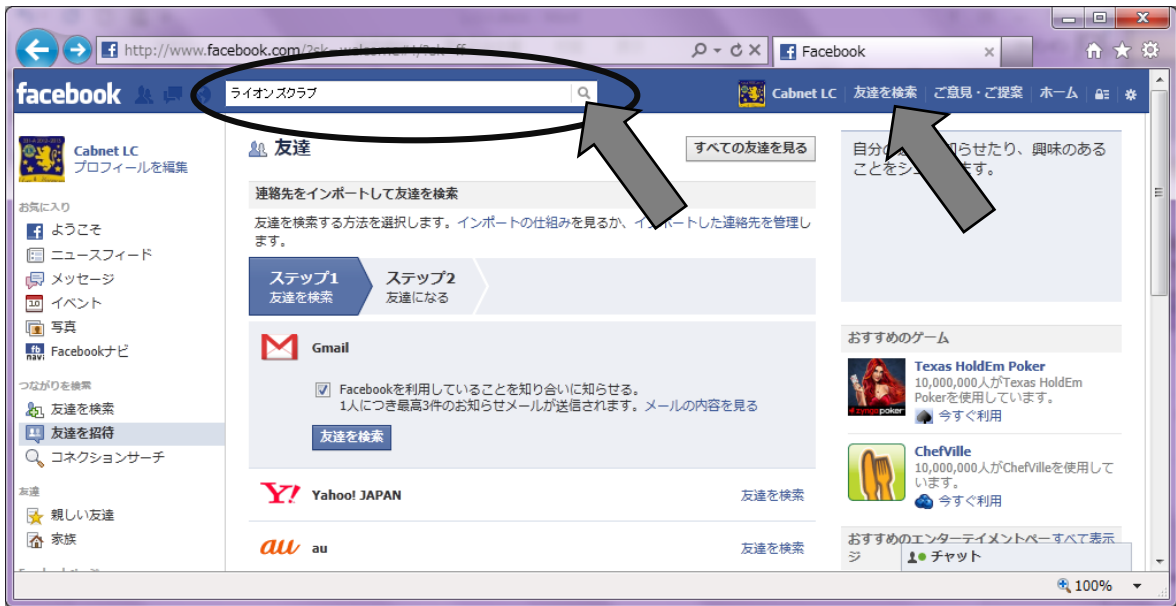 http://www.facebook.com/?sk=welcome
Facebook
facebook
ライオンズクラブ
Cabnet LC
友達を検索
ご意見・ご提案
ホーム
Cabnet LC
プロフィールを編集
お気に入り
ようこそ
ニュースフィード
メッセージ
イベント
写真
Facebookナビ
つながりを検索
友達を検索
友達を招待
コネクションサーチ
友達
親しい友達
家族
友達
すべての友達を見る
連絡先をインポートして友達を検索
友達を検索する方法を選択します。インポートの仕組みを見るか、インポートした連絡先を管理し
ます。
ステップ1
友達を検索
ステップ2
友達になる
Gmail
Facebookを利用していることを知り合いに知らせる。
1人につき最高3件のお知らせメールが送信されます。メールの内容を見る
友達を検索
Y!
Yahoo! JAPAN
友達を検索
au
au
友達を検索
自分の らせたり、興味のある
ことをシ ます。
おすすめのゲーム
zynga poker
Texas HoldEm Poker
10,000,000人がTexas HoldEm
Pokerを使用しています。
今すぐ利用
ChefVille
10,000,000人がChefVilleを使用して
います。
今すぐ利用
おすすめのエンターテイメントペー すべて表示
ジ
チャット
100%